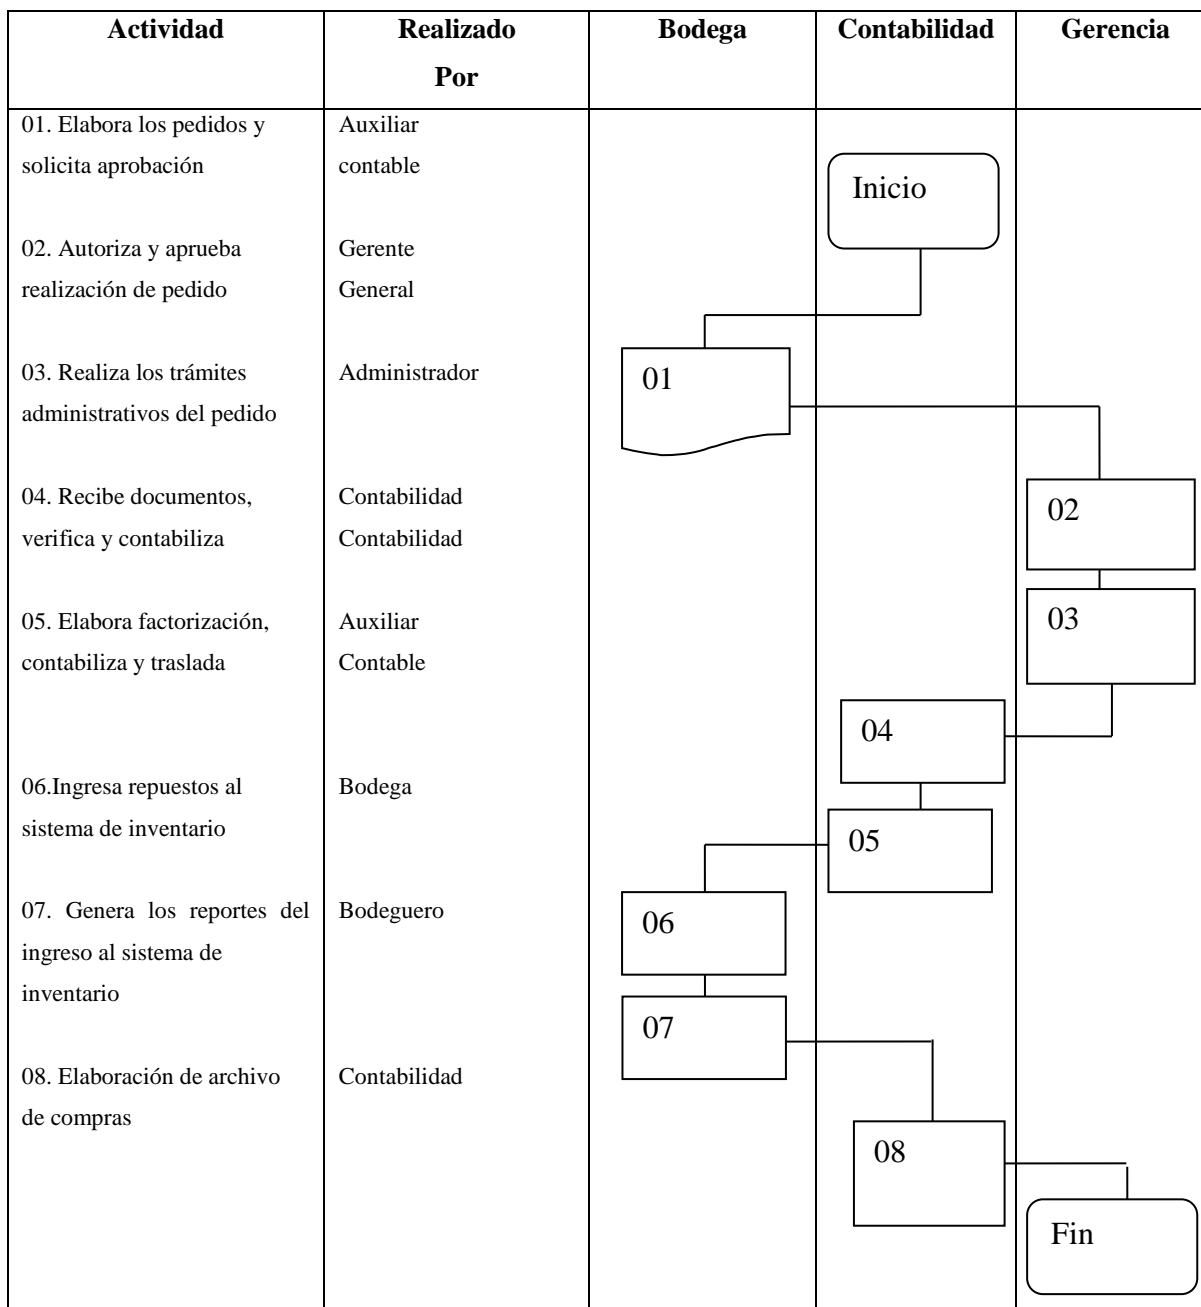 Actividad
Realizado
Por
Bodega
Contabilidad
Gerencia
01. Elabora los pedidos y
solicita aprobación
Auxiliar
contable
Inicio
02. Autoriza y aprueba
realización de pedido
Gerente
General
03. Realiza los trámites
administrativos del pedido
Administrador
01
04. Recibe documentos,
verifica y contabiliza
Contabilidad
Contabilidad
02
05. Elabora factorización,
contabiliza y traslada
Auxiliar
Contable
03
04
06.Ingresa repuestos al
sistema de inventario
Bodega
05
07. Genera los reportes del
ingreso al sistema de
inventario
Bodeguero
06
07
08. Elaboración de archivo
de compras
Contabilidad
08
Fin